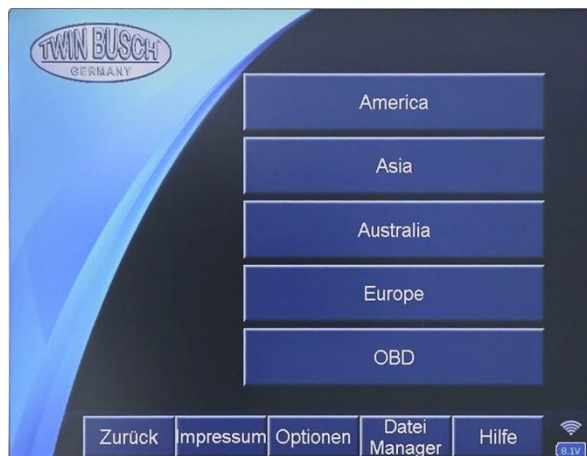 TWIN BUSCH
GERMANY
America
Asia
Australia
Europe
OBD
Zurück
Impressum
Optionen
Datei
Manager
Hilfe
8.1V